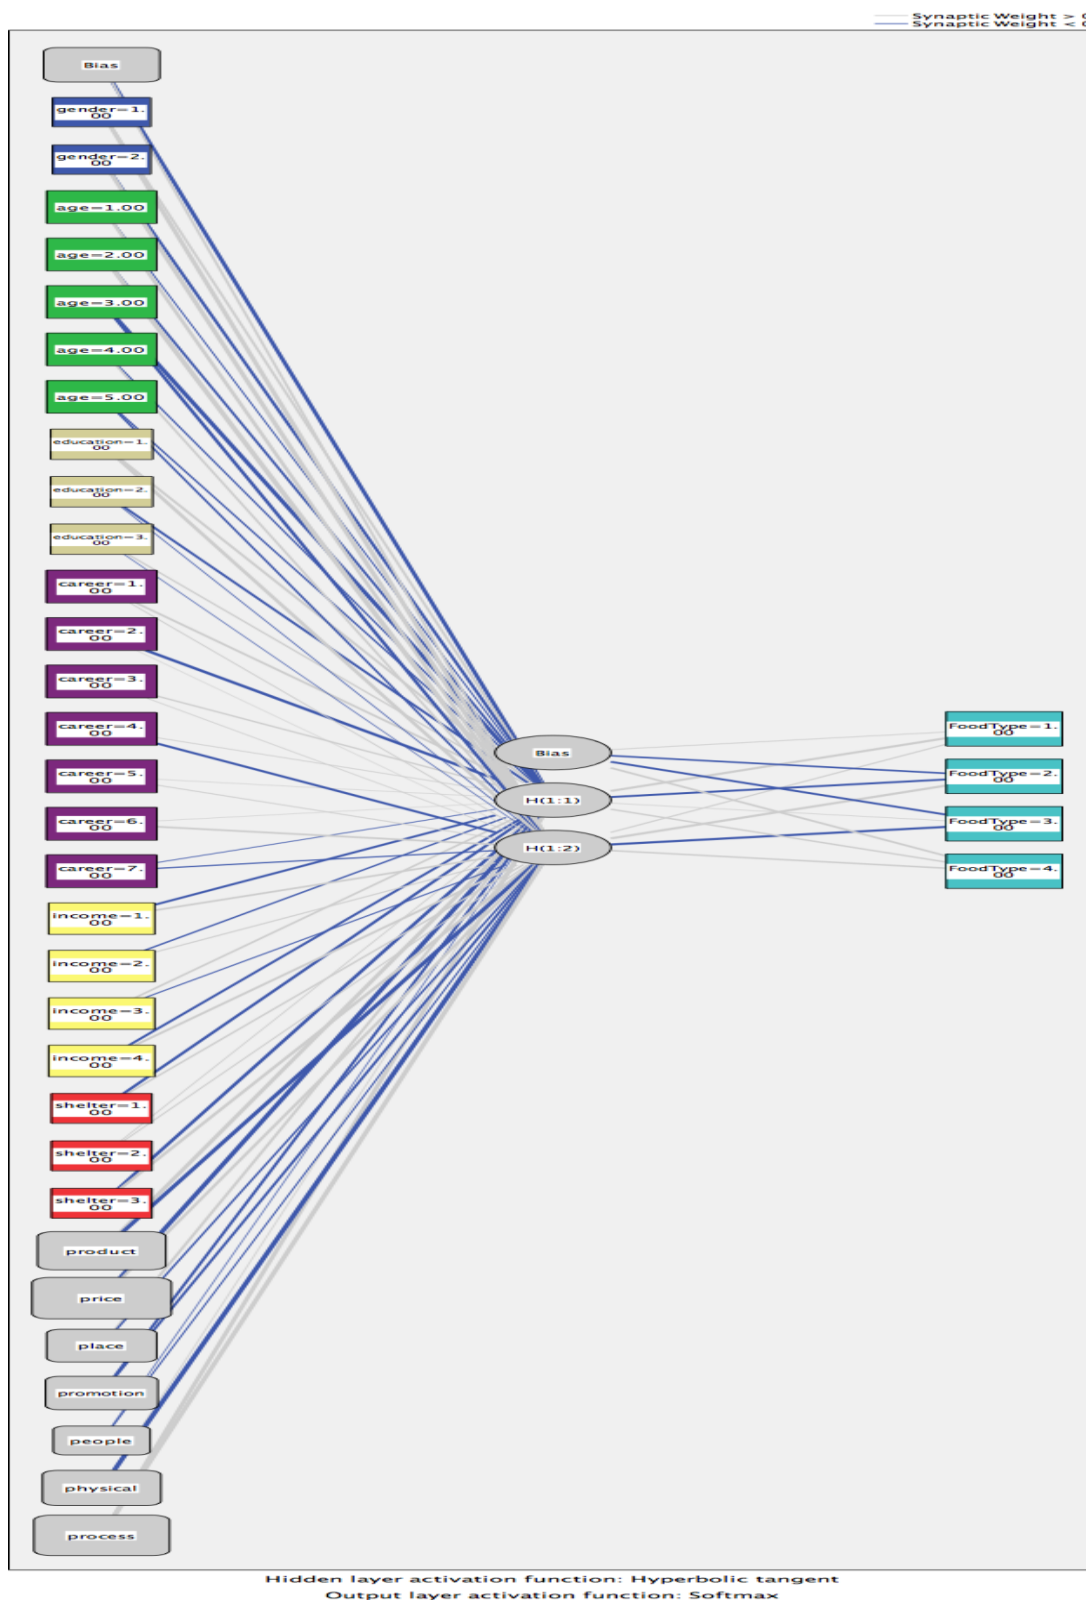 Synaptic Weight >
Synaptic Weight <
Bias
gender=1.
00
gender=2.
00
age=1.00
age=2.00
age=3.00
age=4.00
age=5.00
education=1.
00
education=2.
00
education=3.
00
career=1.
00
career=2.
00
career=3.
00
career=4.
00
career=5.
00
career=6.
00
career=7.
00
income=1.
00
income=2.
00
income=3.
00
income=4.
00
shelter=1.
00
shelter=2.
00
shelter=3.
00
product
price
place
promotion
people
physical
process
Bias
H(1:1)
H(1:2)
FoodType=1.
00
FoodType=2.
00
FoodType=3.
00
FoodType=4.
00
Hidden layer activation function: Hyperbolic tangent
Output layer activation function: Softmax